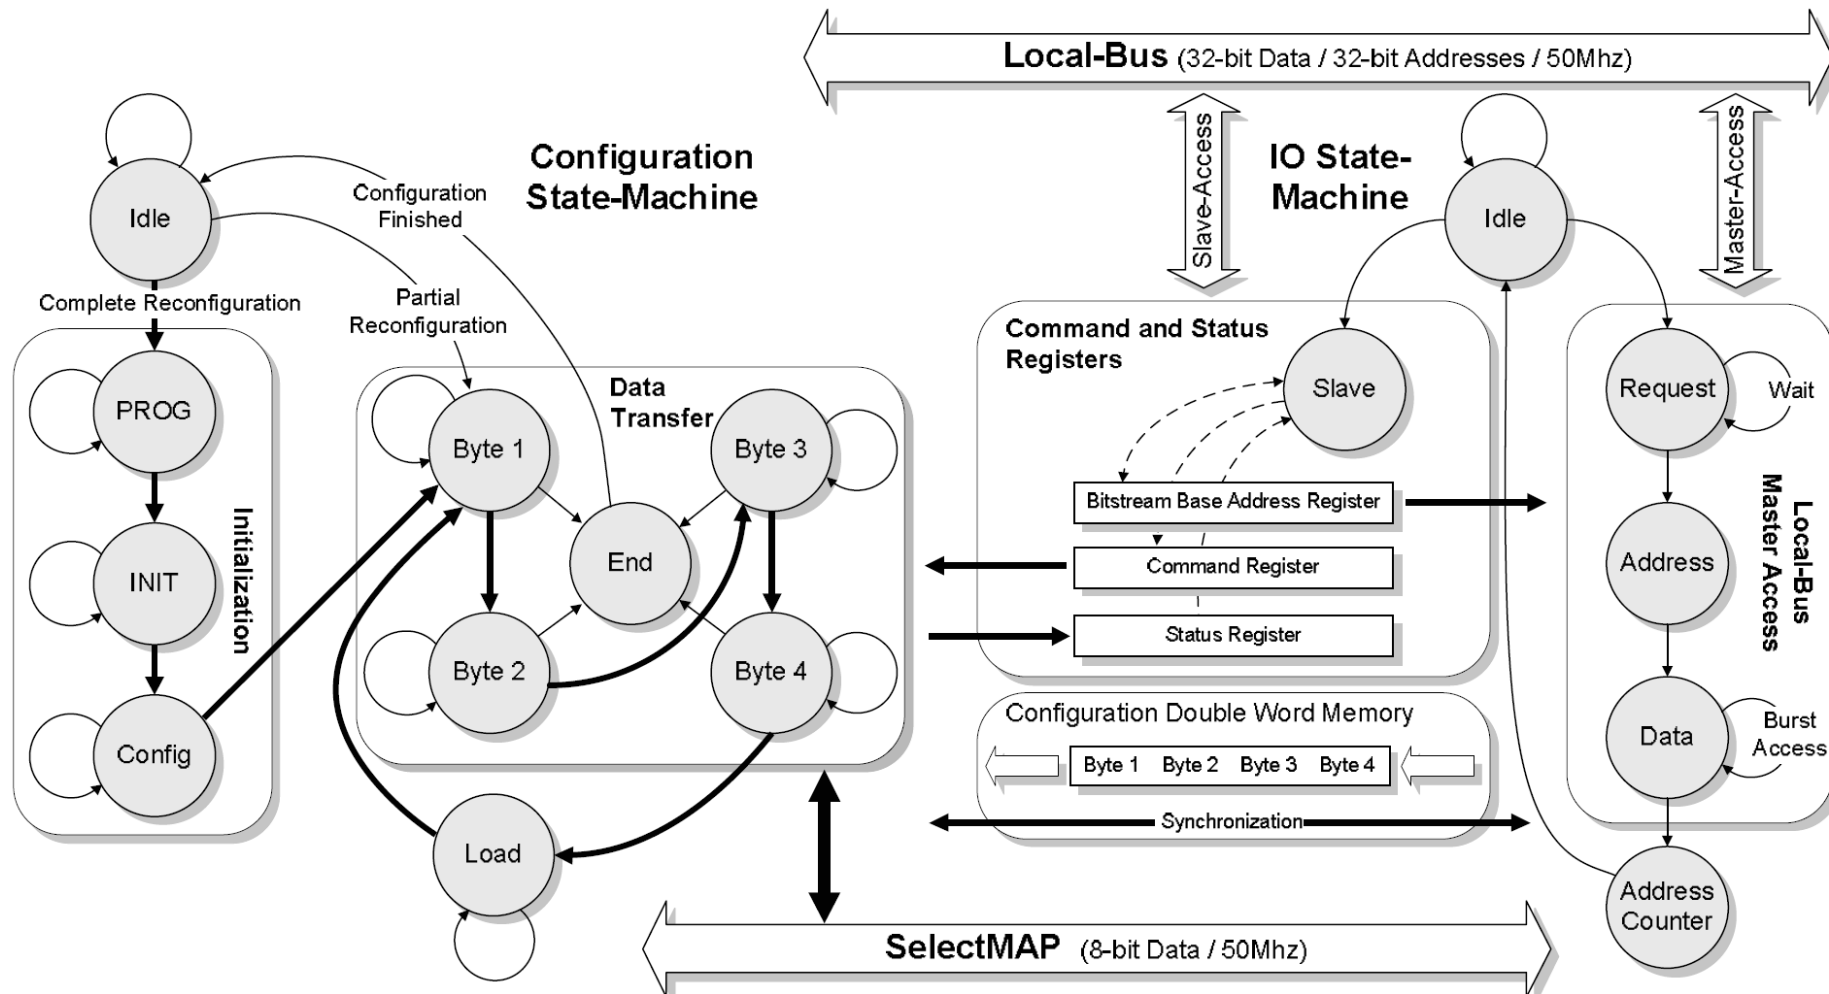 Local-Bus (32-bit Data / 32-bit Addresses / 50Mhz)
Configuration
State-Machine
Idle
Configuration
Finished
Complete Reconfiguration
Partial
Reconfiguration
PROG
INIT
Config
Initialization
Data
Transfer
Byte 1
Byte 3
End
Byte 2
Byte 4
Load
Slave-Access
IO State-
Machine
Idle
Master-Access
Command and Status
Registers
Slave
Bitstream Base Address Register
Command Register
Status Register
Configuration Double Word Memory
Byte 1 Byte 2 Byte 3 Byte 4
Synchronization
Request
Wait
Address
Local-Bus
Master Access
Data
Burst
Access
Address
Counter
SelectMAP (8-bit Data / 50Mhz)